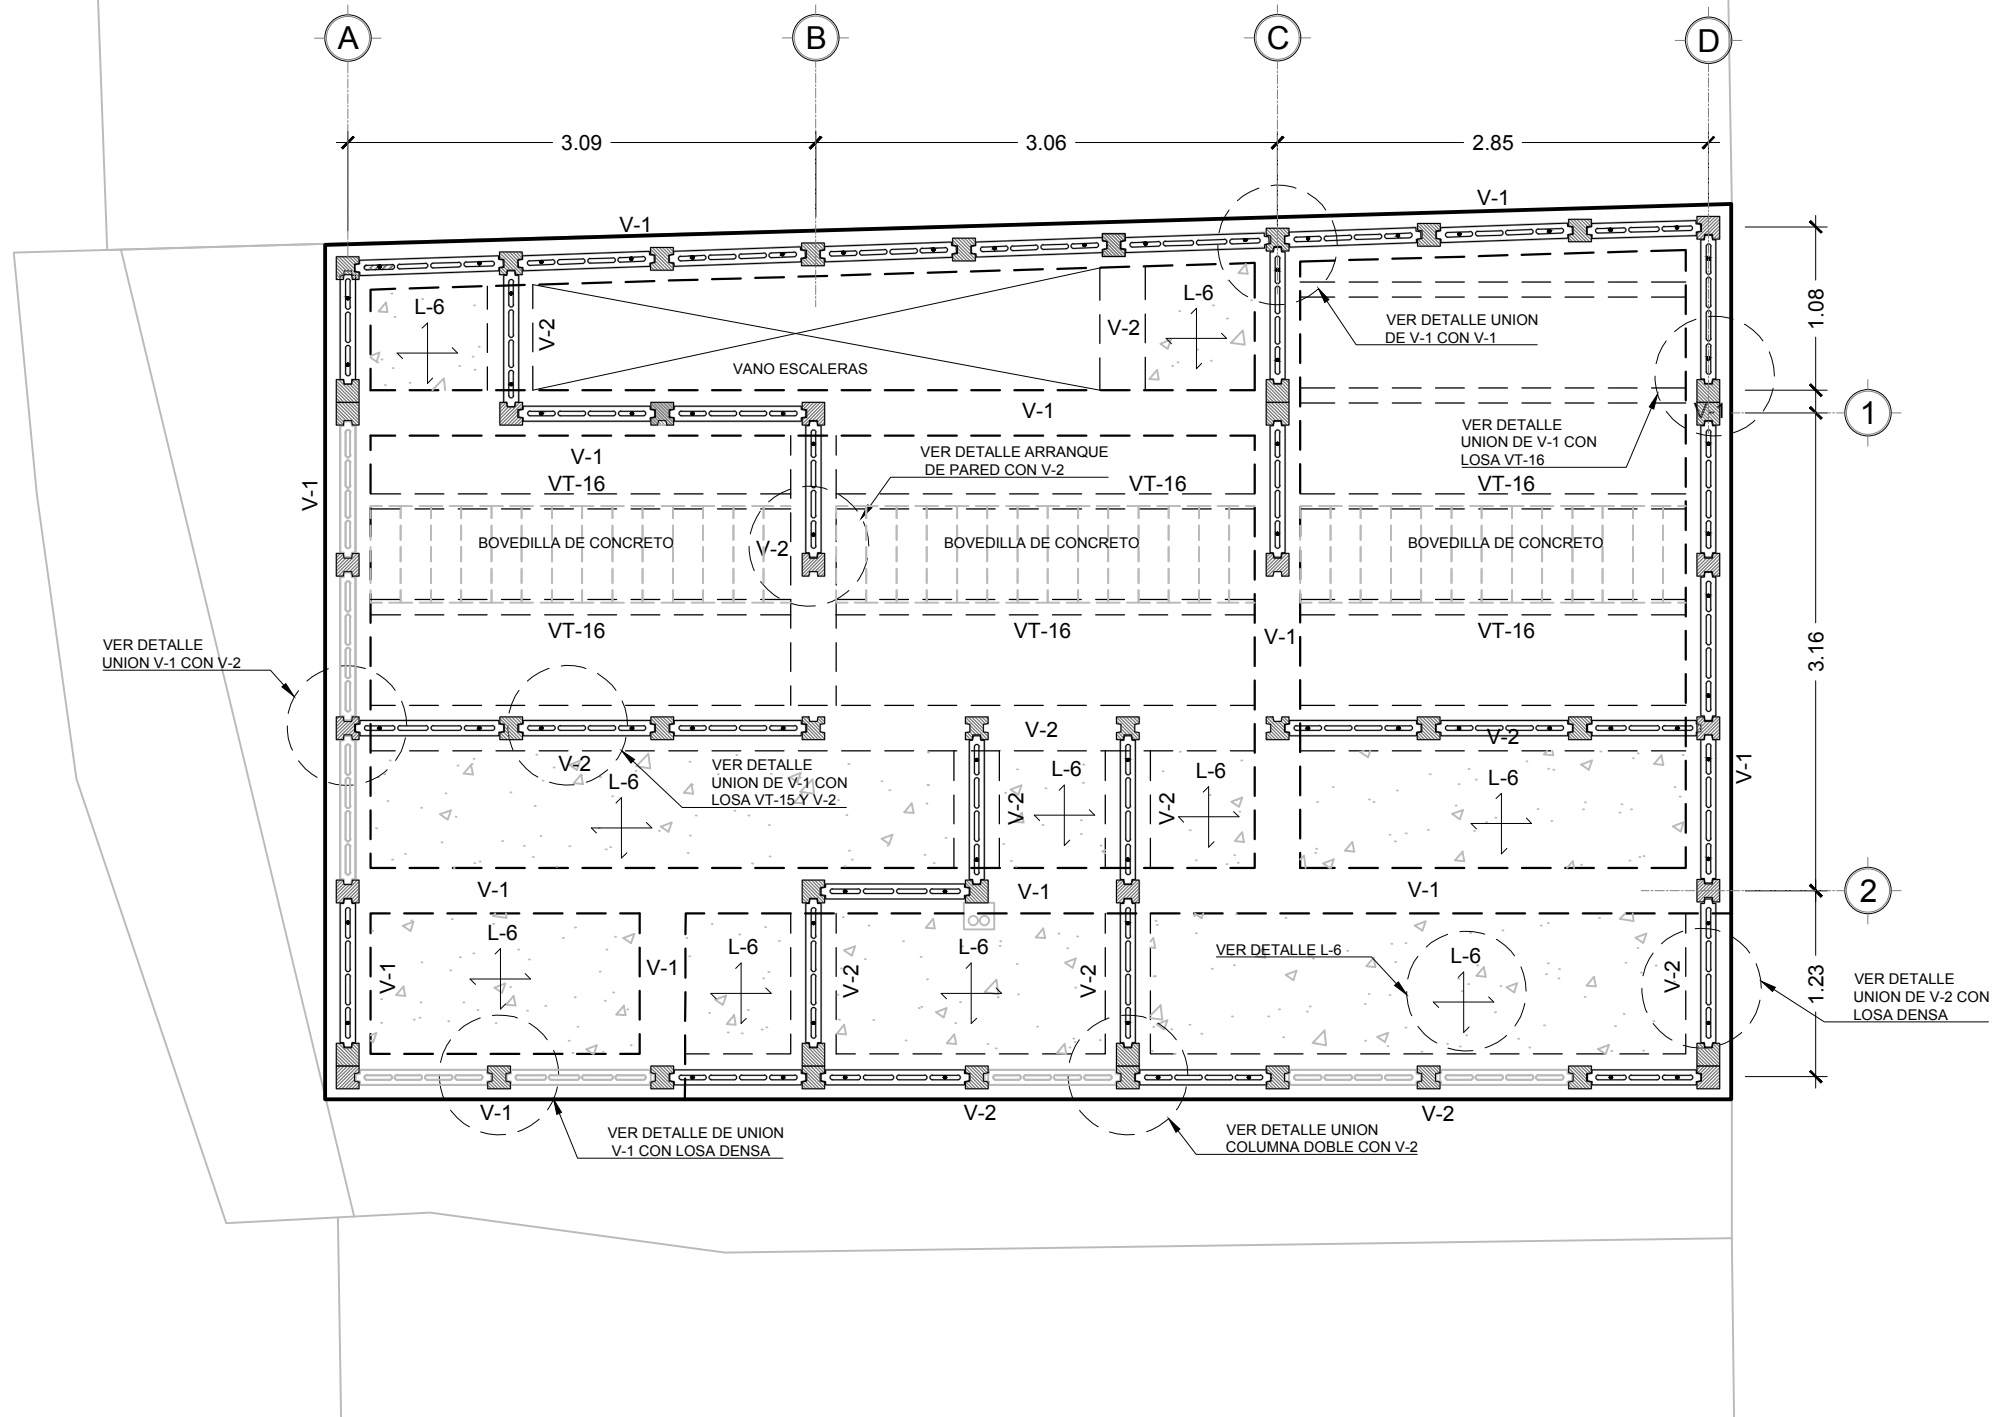 A
B
C
D
3.09
3.06
2.85
V-1
V-1
L-6
V-2
V-2
L-6
VANO ESCALERAS
VER DETALLE UNION
DE V-1 CON V-1
1.08
V-1
V-1
1
V-1
VT-16
VER DETALLE ARRANQUE
DE PARED CON V-2
VT-16
VER DETALLE
UNION DE V-1 CON
LOSA VT-16
VT-16
V-1
BOVEDILLA DE CONCRETO
V-2
BOVEDILLA DE CONCRETO
BOVEDILLA DE CONCRETO
VT-16
VT-16
V-1
VT-16
3.16
VER DETALLE
UNION V-1 CON V-2
V-2
V-2
V-2
L-6
VER DETALLE
UNION DE V-1 CON
LOSA VT-15 Y V-2
V-2
L-6
V-2
L-6
L-6
V-1
V-1
V-1
V-1
2
L-6
V-1
V-1
L-6
V-2
L-6
V-2
VER DETALLE L-6
L-6
V-2
1.23
VER DETALLE
UNION DE V-2 CON
LOSA DENSA
V-1
V-2
V-2
VER DETALLE DE UNION
V-1 CON LOSA DENSA
VER DETALLE UNION
COLUMNA DOBLE CON V-2